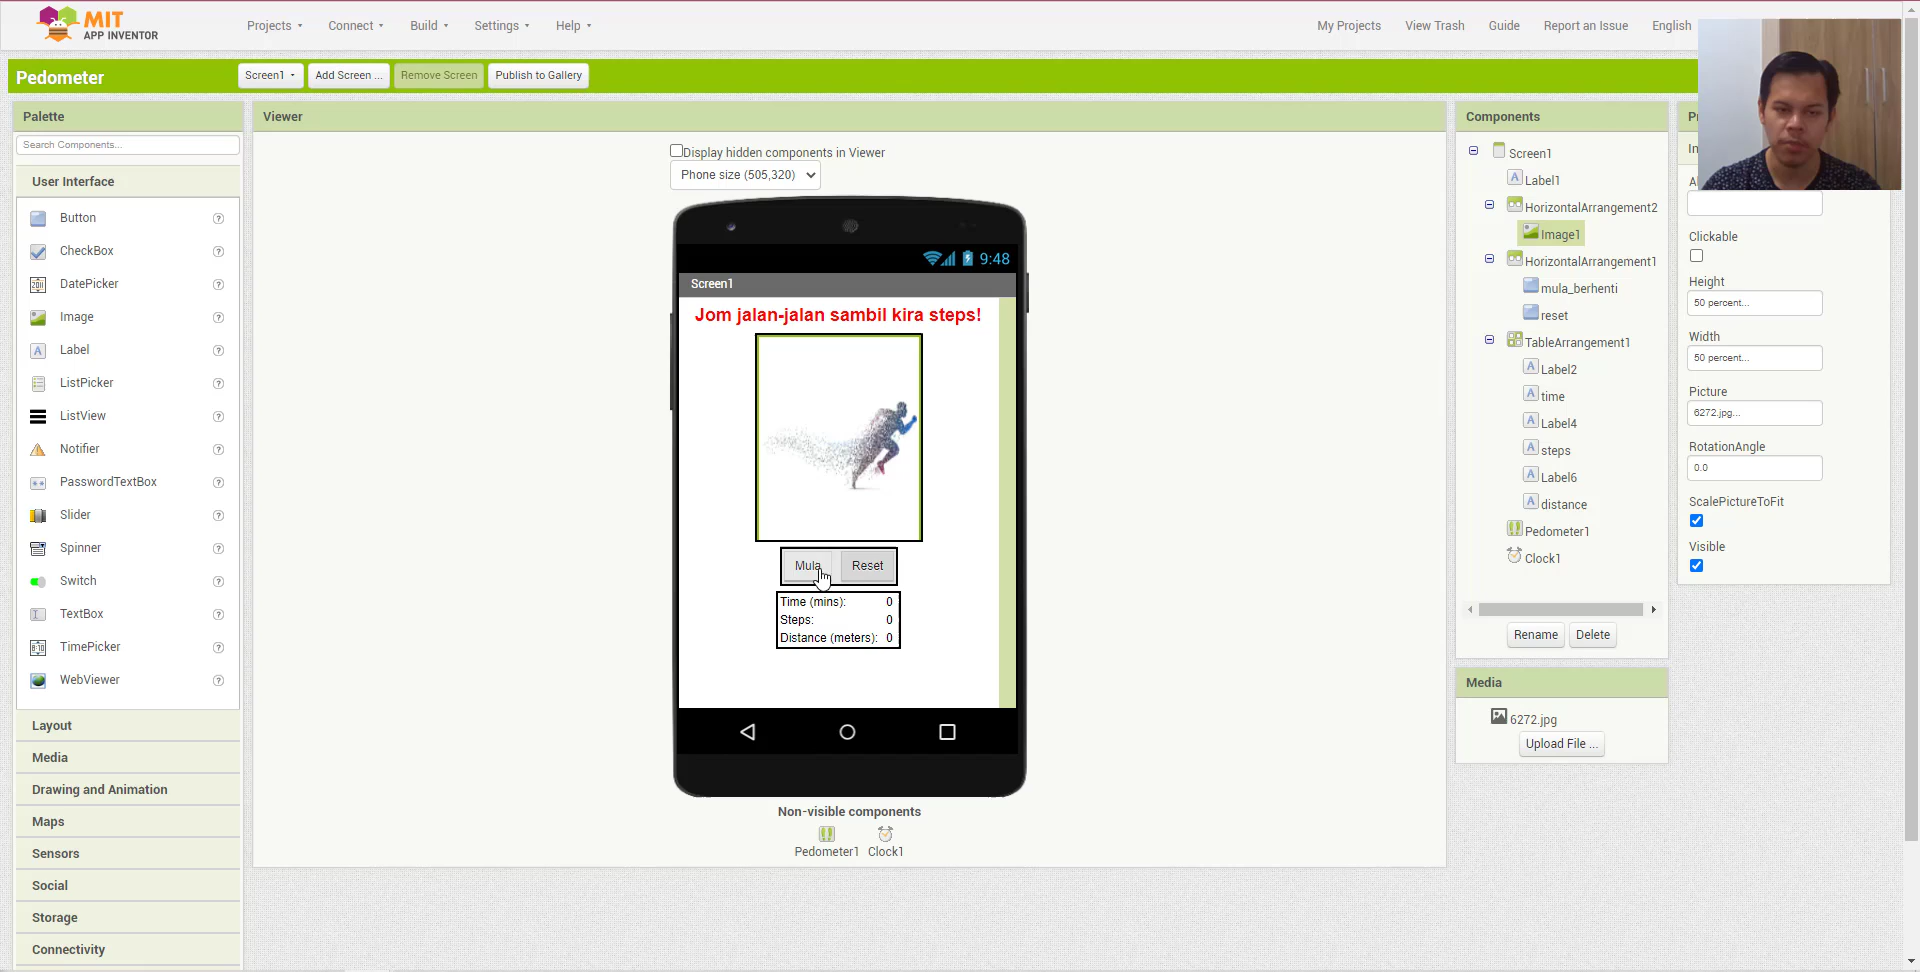 MIT
APP INVENTOR
Projects
Connect
Build
Settings
Help
My Projects
View Trash
Guide
Report an Issue
English
Pedometer
Screen1
Add Screen ...
Remove Screen
Publish to Gallery
Palette
Search Components...
User Interface
Button
CheckBox
DatePicker
Image
Label
ListPicker
ListView
Notifier
PasswordTextBox
Slider
Spinner
Switch
TextBox
TimePicker
WebViewer
Layout
Media
Drawing and Animation
Maps
Sensors
Social
Storage
Connectivity
Viewer
Display hidden components in Viewer
Phone size (505,320)
9:48
Screen1
Jom jalan-jalan sambil kira steps!
Mula
Reset
Time (mins): 0
Steps: 0
Distance (meters): 0
Non-visible components
Pedometer1
Clock1
Components
Screen1
Label1
HorizontalArrangement2
Image1
HorizontalArrangement1
mula_berhenti
reset
TableArrangement1
Label2
time
Label4
steps
Label6
distance
Pedometer1
Clock1
Rename
Delete
Media
6272.jpg
Upload File ...
Clickable
Height
50 percent...
Width
50 percent...
Picture
6272.jpg...
RotationAngle
0.0
ScalePictureToFit
Visible